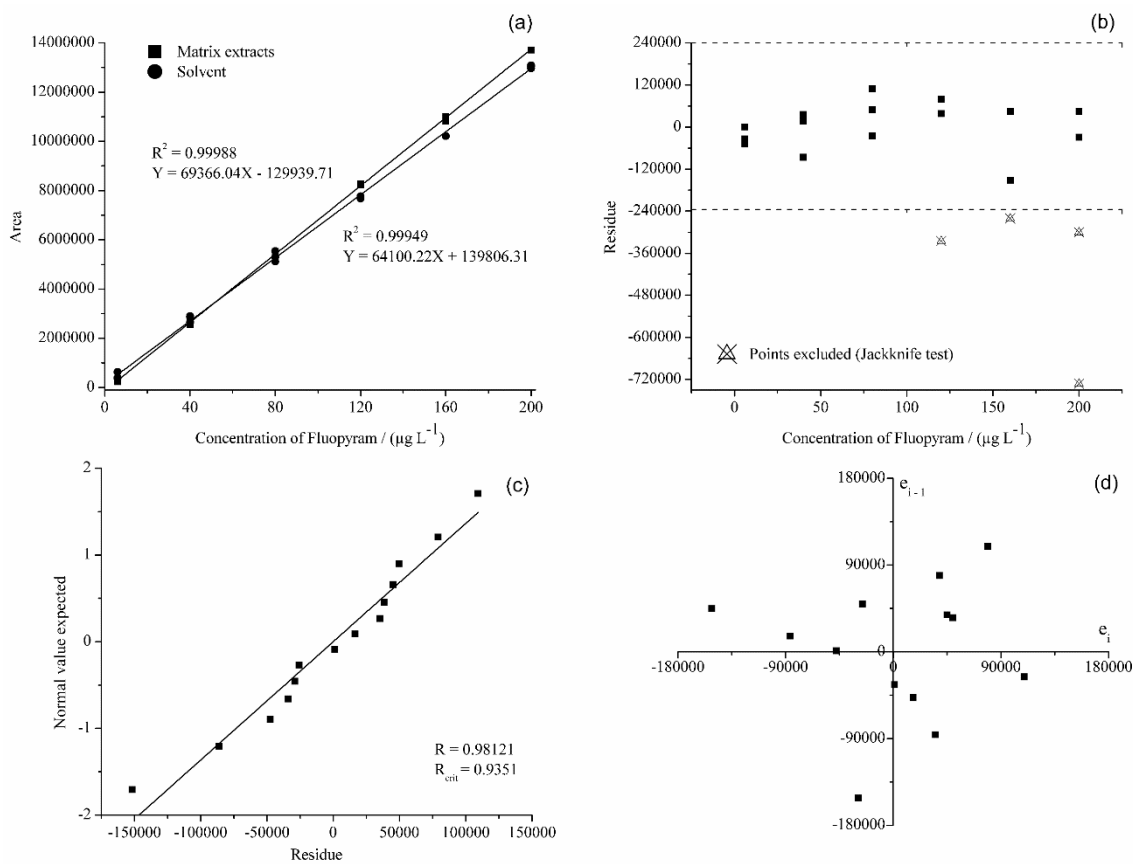 (a)
14000000
12000000
10000000
8000000
6000000
4000000
2000000
0
Area
Matrix extracts
Solvent
R² = 0.99988
Y = 69366.04X - 129939.71
R² = 0.99949
Y = 64100.22X + 139806.31
0 40 80 120 160 200
Concentration of Fluopyram / (µg L⁻¹)
(b)
240000
120000
0
-120000
-240000
-360000
-480000
-600000
-720000
Residue
Points excluded (Jackknife test)
0 50 100 150 200
Concentration of Fluopyram / (µg L⁻¹)
(c)
2
1
0
-1
-2
Normal value expected
R = 0.98121
R_crit = 0.9351
-150000 -100000 -50000 0 50000 100000 150000
Residue
(d)
180000
e_i - 1
90000
0
e_i
-180000 -90000 0 90000 180000
-90000
-180000